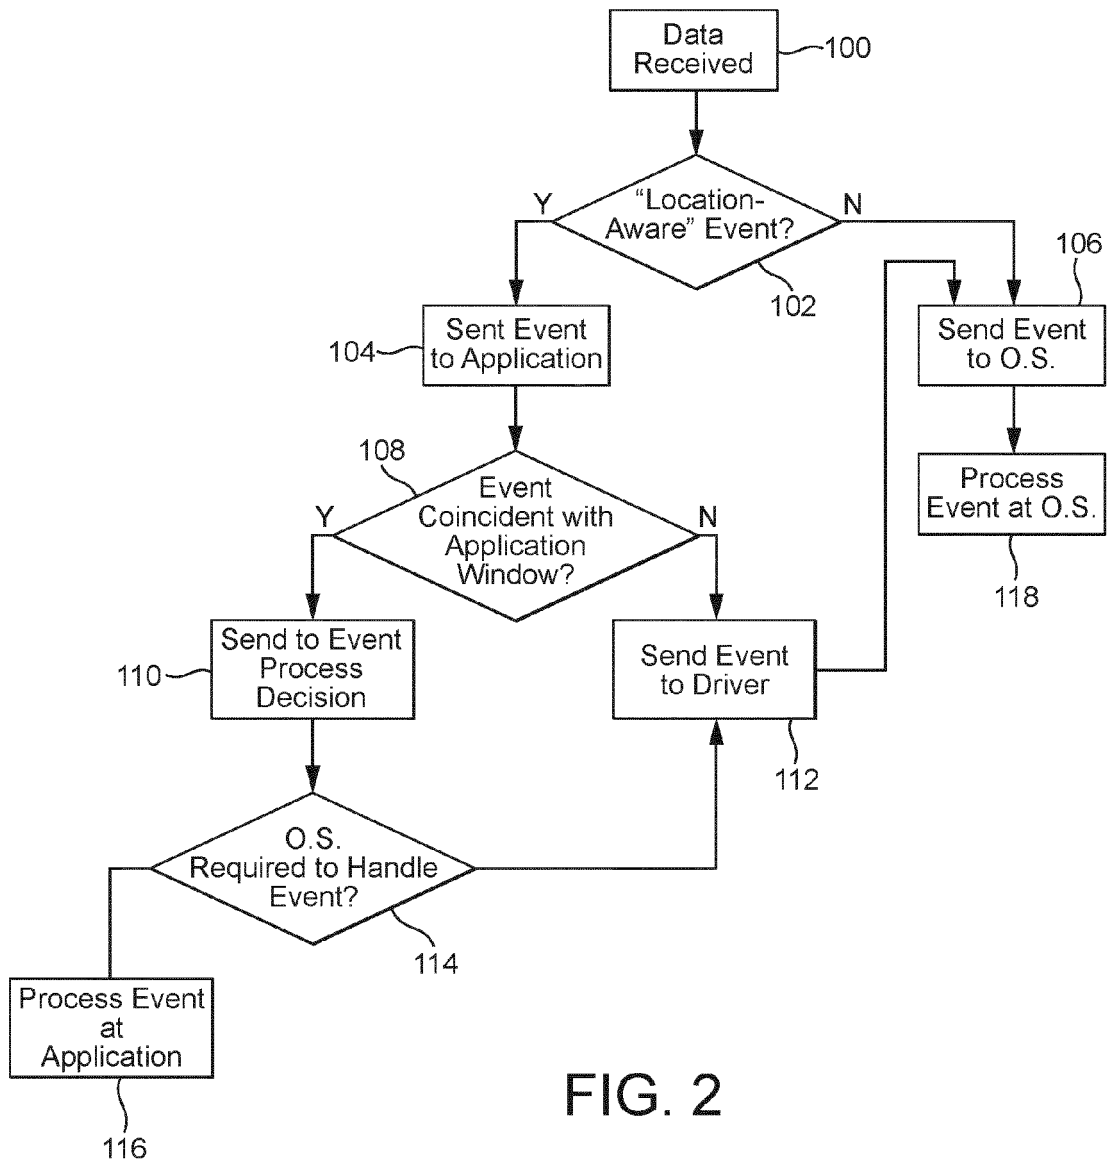 Data
Received
100
"Location-
Aware" Event?
Y
N
102
106
Sent Event
to Application
104
Send Event
to O.S.
108
Event
Coincident with
Application
Window?
Y
N
Process
Event at O.S.
118
Send to Event
Process
Decision
110
Send Event
to Driver
112
O.S.
Required to Handle
Event?
114
Process Event
at
Application
116
FIG. 2